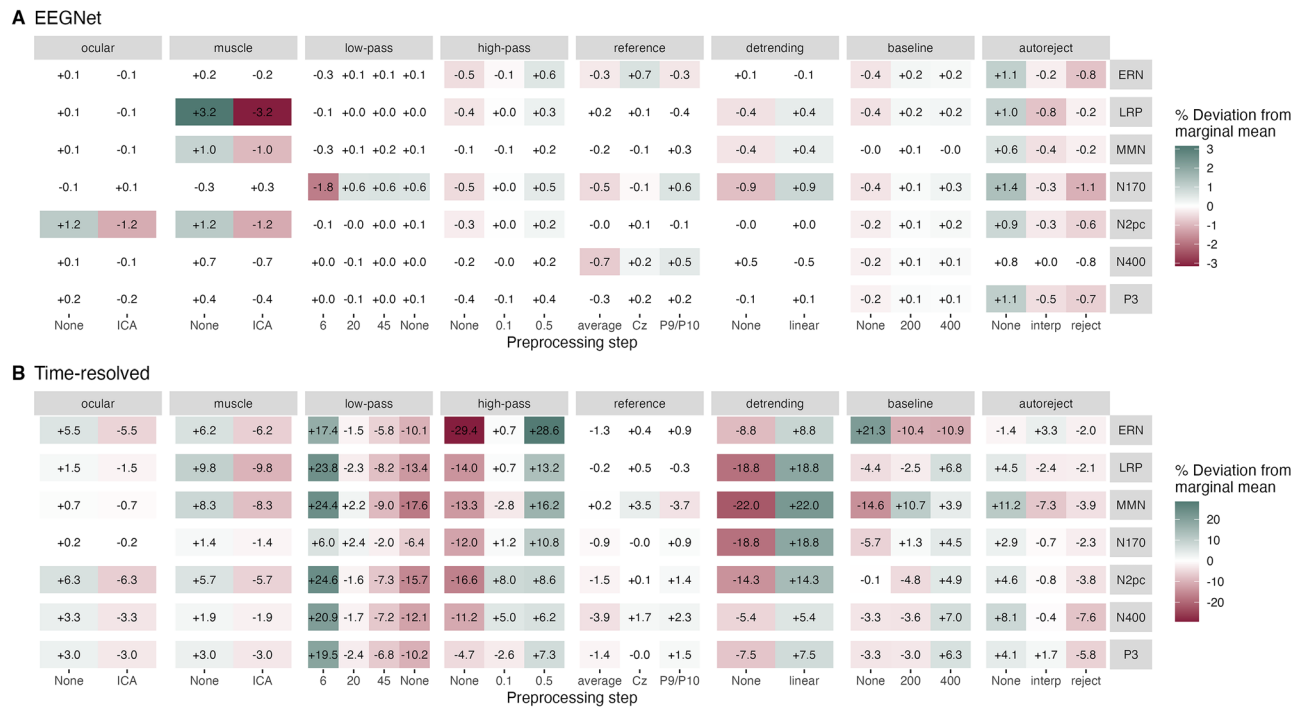 A EEGNet
ocular muscle low-pass high-pass reference detrending baseline autoreject
+0.1 -0.1 +0.2 -0.2 -0.3 +0.1 +0.1 +0.1 -0.5 -0.1 +0.6 -0.3 +0.7 -0.3 +0.1 -0.1 -0.4 +0.2 +0.2 +1.1 -0.2 -0.8 ERN
+0.1 -0.1 +3.2 -3.2 -0.1 +0.0 +0.1 +0.0 -0.4 +0.0 +0.3 +0.2 +0.1 -0.4 -0.4 +0.4 -0.4 +0.2 +0.2 +1.0 -0.8 -0.2 LRP
+0.1 -0.1 +1.0 -1.0 -0.3 +0.1 +0.2 +0.1 -0.1 -0.1 +0.2 -0.2 -0.1 +0.3 -0.4 +0.4 -0.0 +0.1 -0.0 +0.6 -0.4 -0.2 MMN
-0.1 +0.1 -0.3 +0.3 -1.8 +0.6 +0.6 +0.6 -0.5 +0.0 +0.5 -0.5 -0.1 +0.6 -0.9 +0.9 -0.4 +0.1 +0.3 +1.4 -0.3 -1.1 N170
+1.2 -1.2 +1.2 -1.2 -0.1 -0.0 +0.0 +0.1 -0.3 +0.0 +0.2 -0.0 -0.0 +0.1 -0.0 +0.0 -0.2 +0.1 +0.1 +0.9 -0.3 -0.6 N2pc
+0.1 -0.1 +0.7 -0.7 +0.0 -0.1 +0.0 +0.0 -0.2 -0.0 +0.2 -0.7 +0.2 +0.5 +0.5 -0.5 -0.2 +0.1 +0.1 +0.8 +0.0 -0.8 N400
+0.2 -0.2 +0.4 -0.4 +0.0 -0.1 +0.0 +0.0 -0.4 -0.1 +0.4 -0.3 +0.2 +0.2 -0.1 +0.1 -0.2 +0.1 +0.1 +1.1 -0.5 -0.7 P3
None ICA None ICA 6 20 45 None None 0.1 0.5 average Cz P9/P10 None linear None 200 400 None interp reject
Preprocessing step
% Deviation from
marginal mean
3
2
1
0
-1
-2
-3
B Time-resolved
ocular muscle low-pass high-pass reference detrending baseline autoreject
+5.5 -5.5 +6.2 -6.2 +17.4 -1.5 -5.8 -10.1 -29.4 +0.7 +28.6 -1.3 +0.4 +0.9 -8.8 +8.8 +21.3 -10.4 -10.9 -1.4 +3.3 -2.0 ERN
+1.5 -1.5 +9.8 -9.8 +23.8 -2.3 -8.2 -13.4 -14.0 +0.7 +13.2 -0.2 +0.5 -0.3 -18.8 +18.8 -4.4 -2.5 +6.8 +4.5 -2.4 -2.1 LRP
+0.7 -0.7 +8.3 -8.3 +24.4 +2.2 -9.0 -17.6 -13.3 -2.8 +16.2 +0.2 +3.5 -3.7 -22.0 +22.0 -14.6 +10.7 +3.9 +11.2 -7.3 -3.9 MMN
+0.2 -0.2 +1.4 -1.4 +6.0 +2.4 -2.0 -6.4 -12.0 +1.2 +10.8 -0.9 -0.0 +0.9 -18.8 +18.8 -5.7 +1.3 +4.5 +2.9 -0.7 -2.3 N170
+6.3 -6.3 +5.7 -5.7 +24.6 -1.6 -7.3 -15.7 -16.6 +8.0 +8.6 -1.5 +0.1 +1.4 -14.3 +14.3 -0.1 -4.8 +4.9 +4.6 -0.8 -3.8 N2pc
+3.3 -3.3 +1.9 -1.9 +20.9 -1.7 -7.2 -12.1 -11.2 +5.0 +6.2 -3.9 +1.7 +2.3 -5.4 +5.4 -3.3 -3.6 +7.0 +8.1 -0.4 -7.6 N400
+3.0 -3.0 +3.0 -3.0 +19.5 -2.4 -6.8 -10.2 -4.7 -2.6 +7.3 -1.4 -0.0 +1.5 -7.5 +7.5 -3.3 -3.0 +6.3 +4.1 +1.7 -5.8 P3
None ICA None ICA 6 20 45 None None 0.1 0.5 average Cz P9/P10 None linear None 200 400 None interp reject
Preprocessing step
% Deviation from
marginal mean
20
10
0
-10
-20